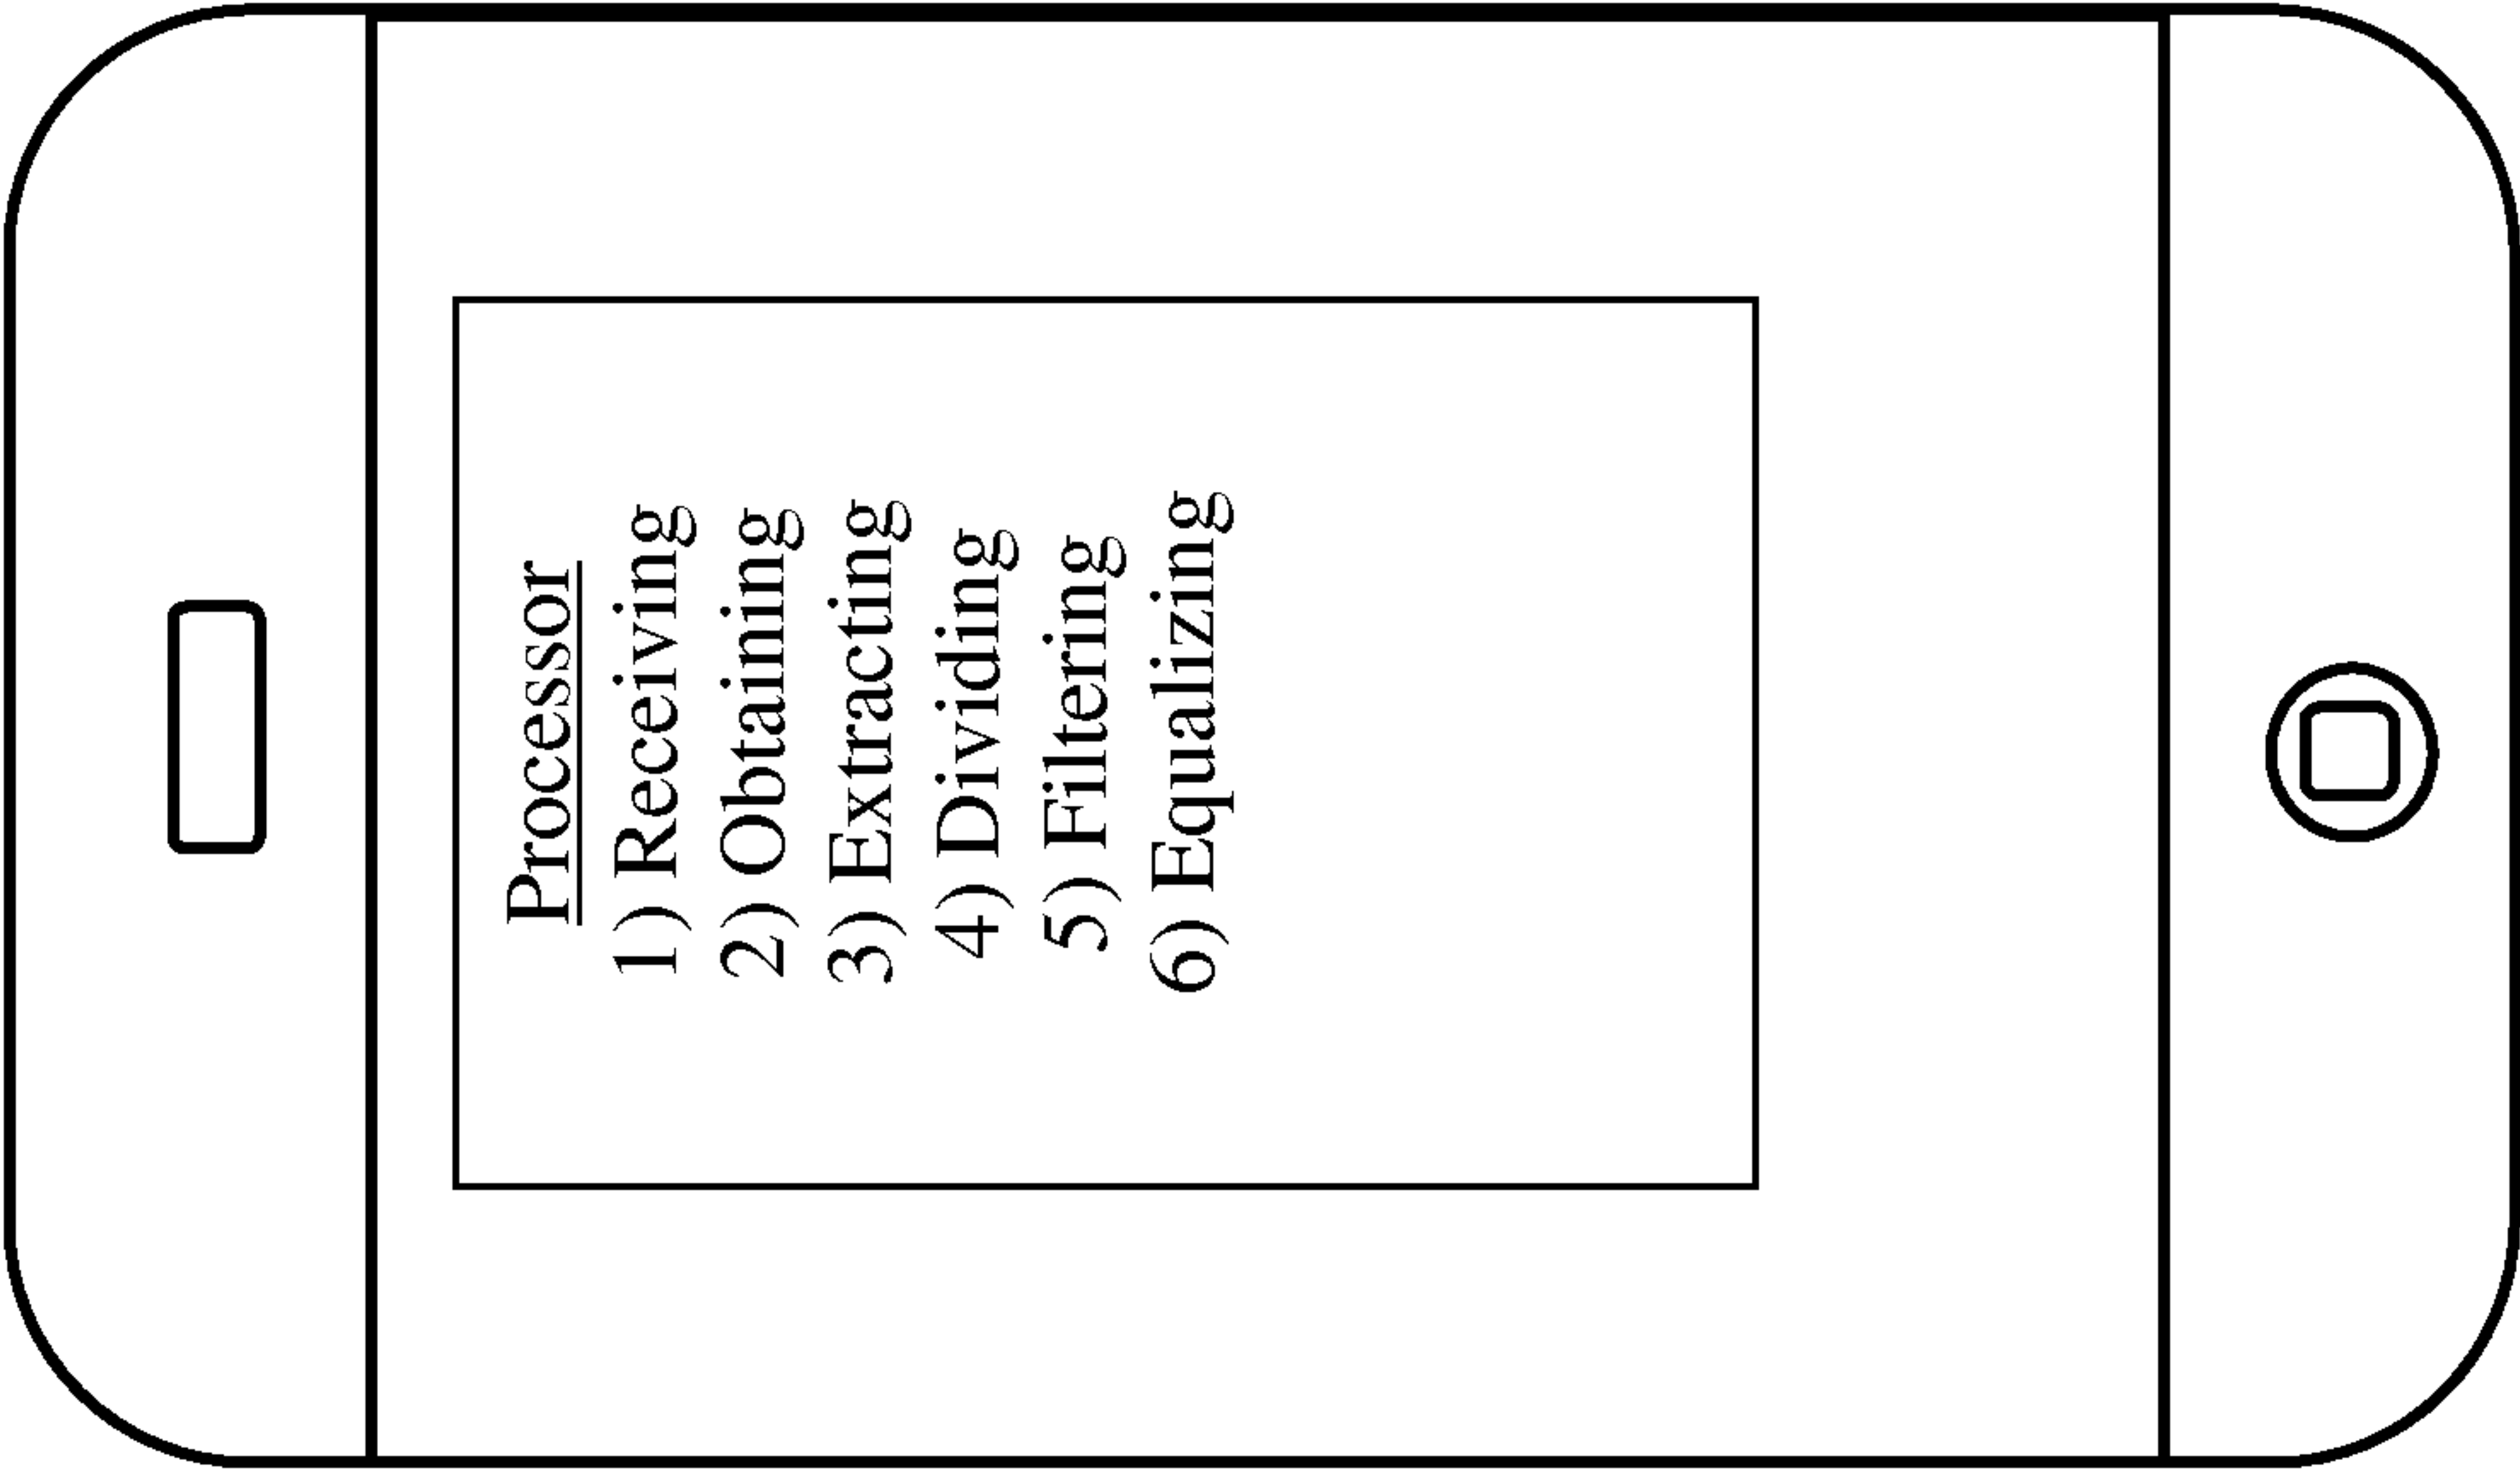 Processor
1) Receiving
2) Obtaining
3) Extracting
4) Dividing
5) Filtering
6) Equalizing